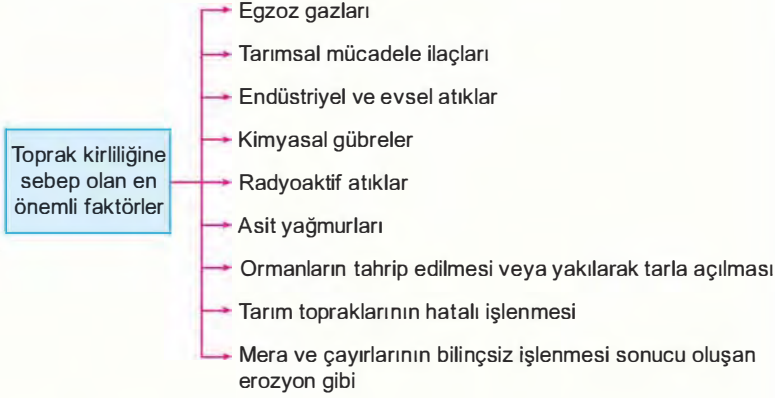 Toprak kirliliğine
sebep olan en
önemli faktörler
Egzoz gazları
Tarımsal mücadele ilaçları
Endüstriyel ve evsel atıklar
Kimyasal gübreler
Radyoaktif atıklar
Asit yağmurları
Ormanların tahrip edilmesi veya yakılarak tarla açılması
Tarım topraklarının hatalı işlenmesi
Mera ve çayırlarının bilinçsiz işlenmesi sonucu oluşan
erozyon gibi